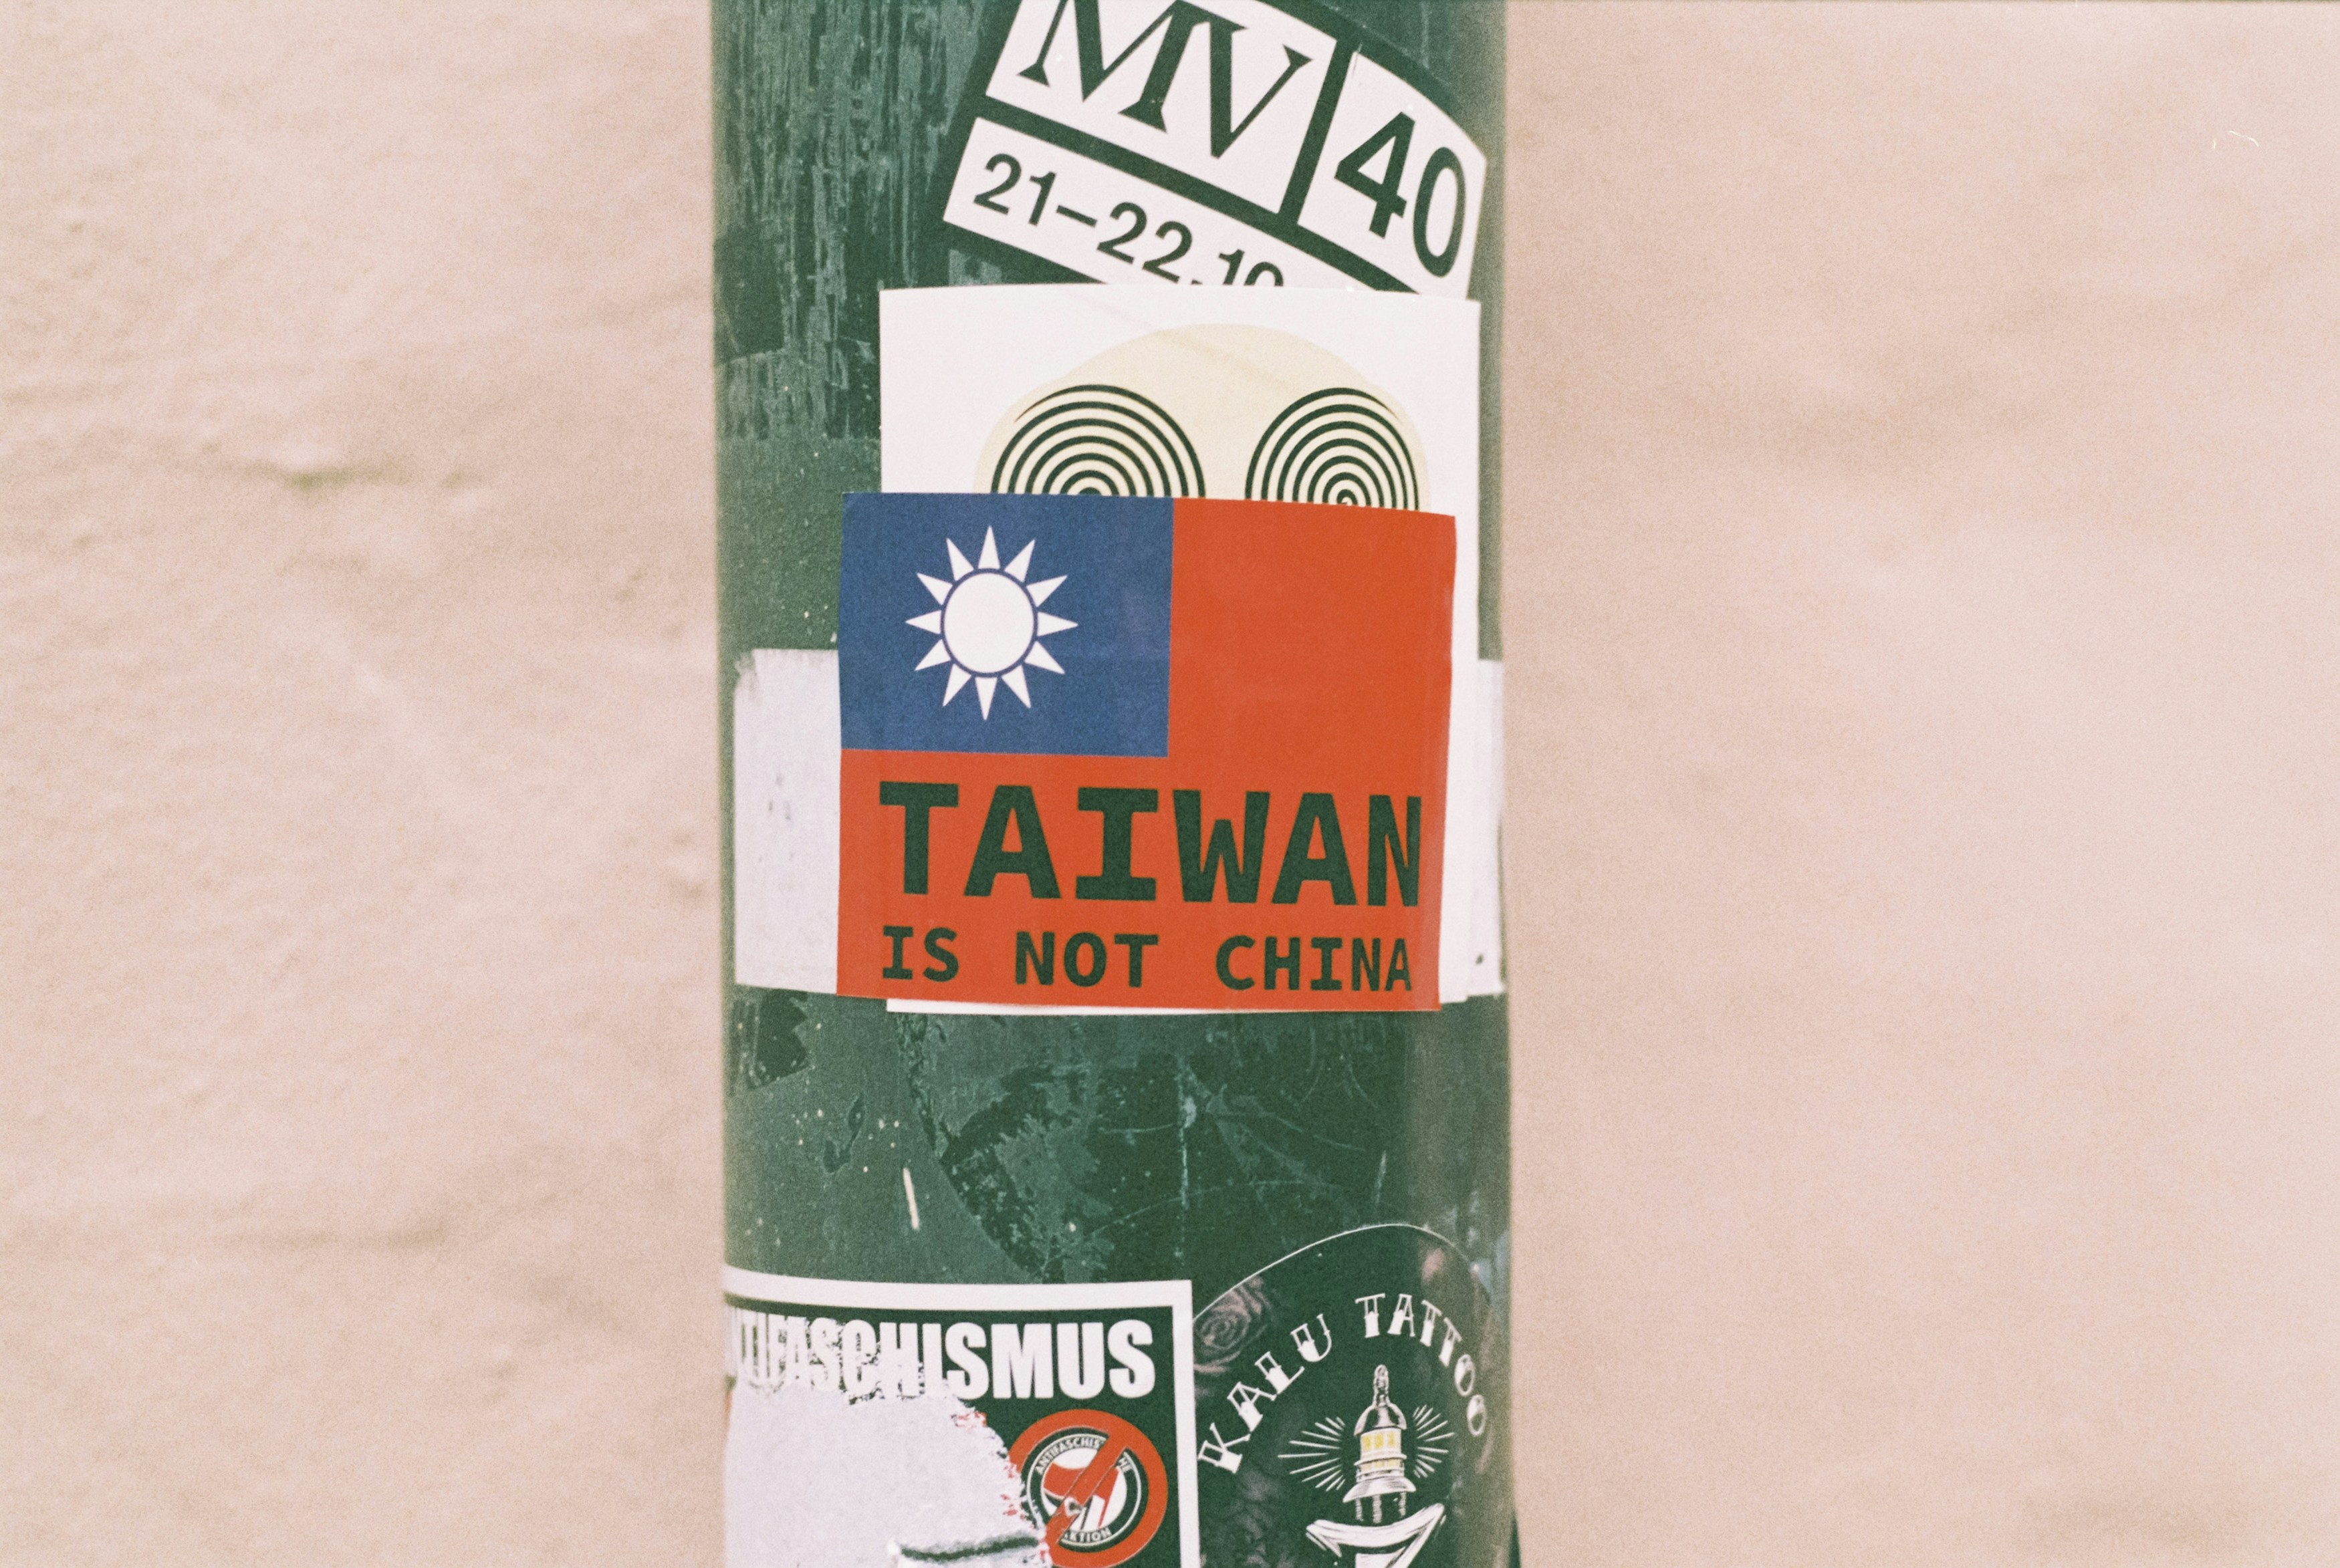 MV 40
21–22.10
TAIWAN
IS NOT CHINA
ANTIFASCHISMUS
KALU TATTOO